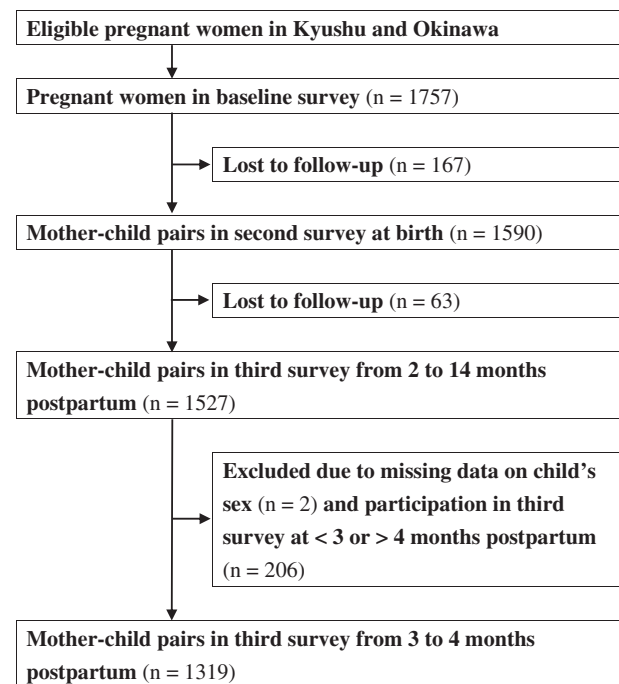 Eligible pregnant women in Kyushu and Okinawa
Pregnant women in baseline survey (n = 1757)
Lost to follow-up (n = 167)
Mother-child pairs in second survey at birth (n = 1590)
Lost to follow-up (n = 63)
Mother-child pairs in third survey from 2 to 14 months
postpartum (n = 1527)
Excluded due to missing data on child's
sex (n = 2) and participation in third
survey at < 3 or > 4 months postpartum
(n = 206)
Mother-child pairs in third survey from 3 to 4 months
postpartum (n = 1319)